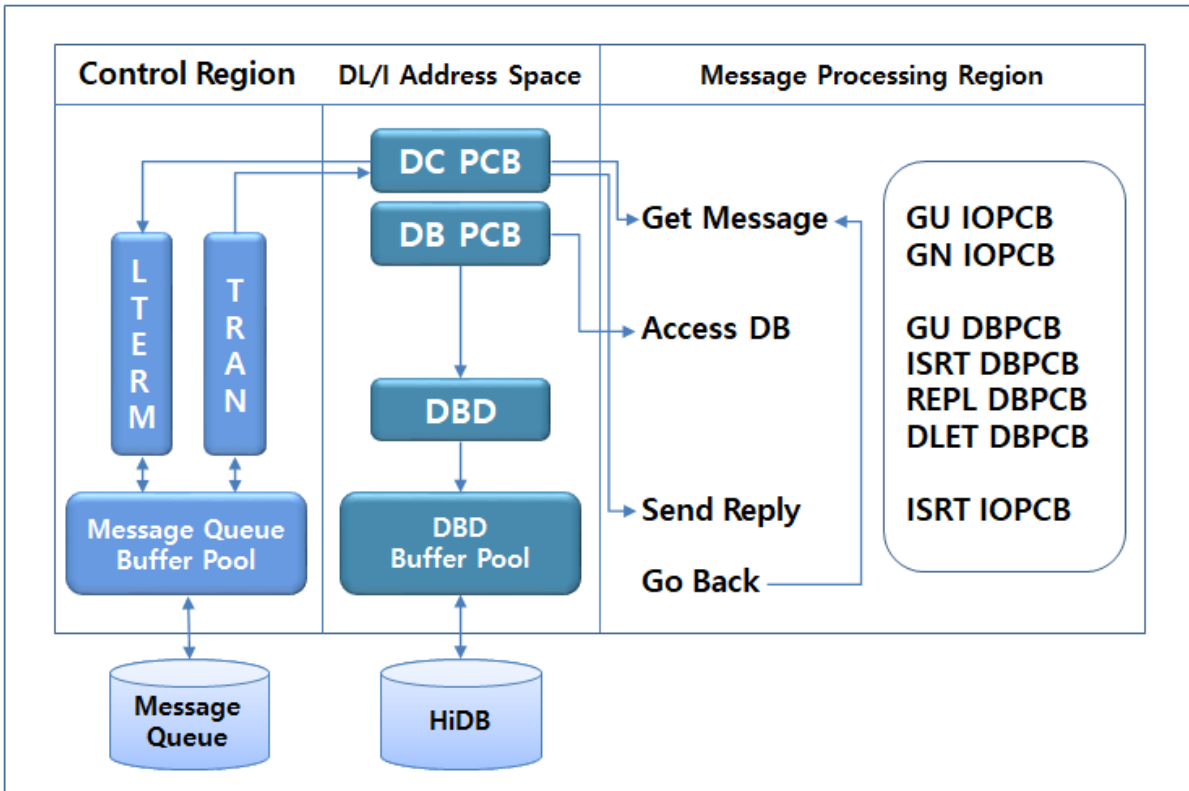 Control Region
DL/I Address Space
Message Processing Region
DC PCB
DB PCB
LTERM
TRAN
DBD
Message Queue
Buffer Pool
DBD
Buffer Pool
Message
Queue
HiDB
Get Message
Access DB
Send Reply
Go Back
GU IOPCB
GN IOPCB
GU DBPCB
ISRT DBPCB
REPL DBPCB
DLET DBPCB
ISRT IOPCB